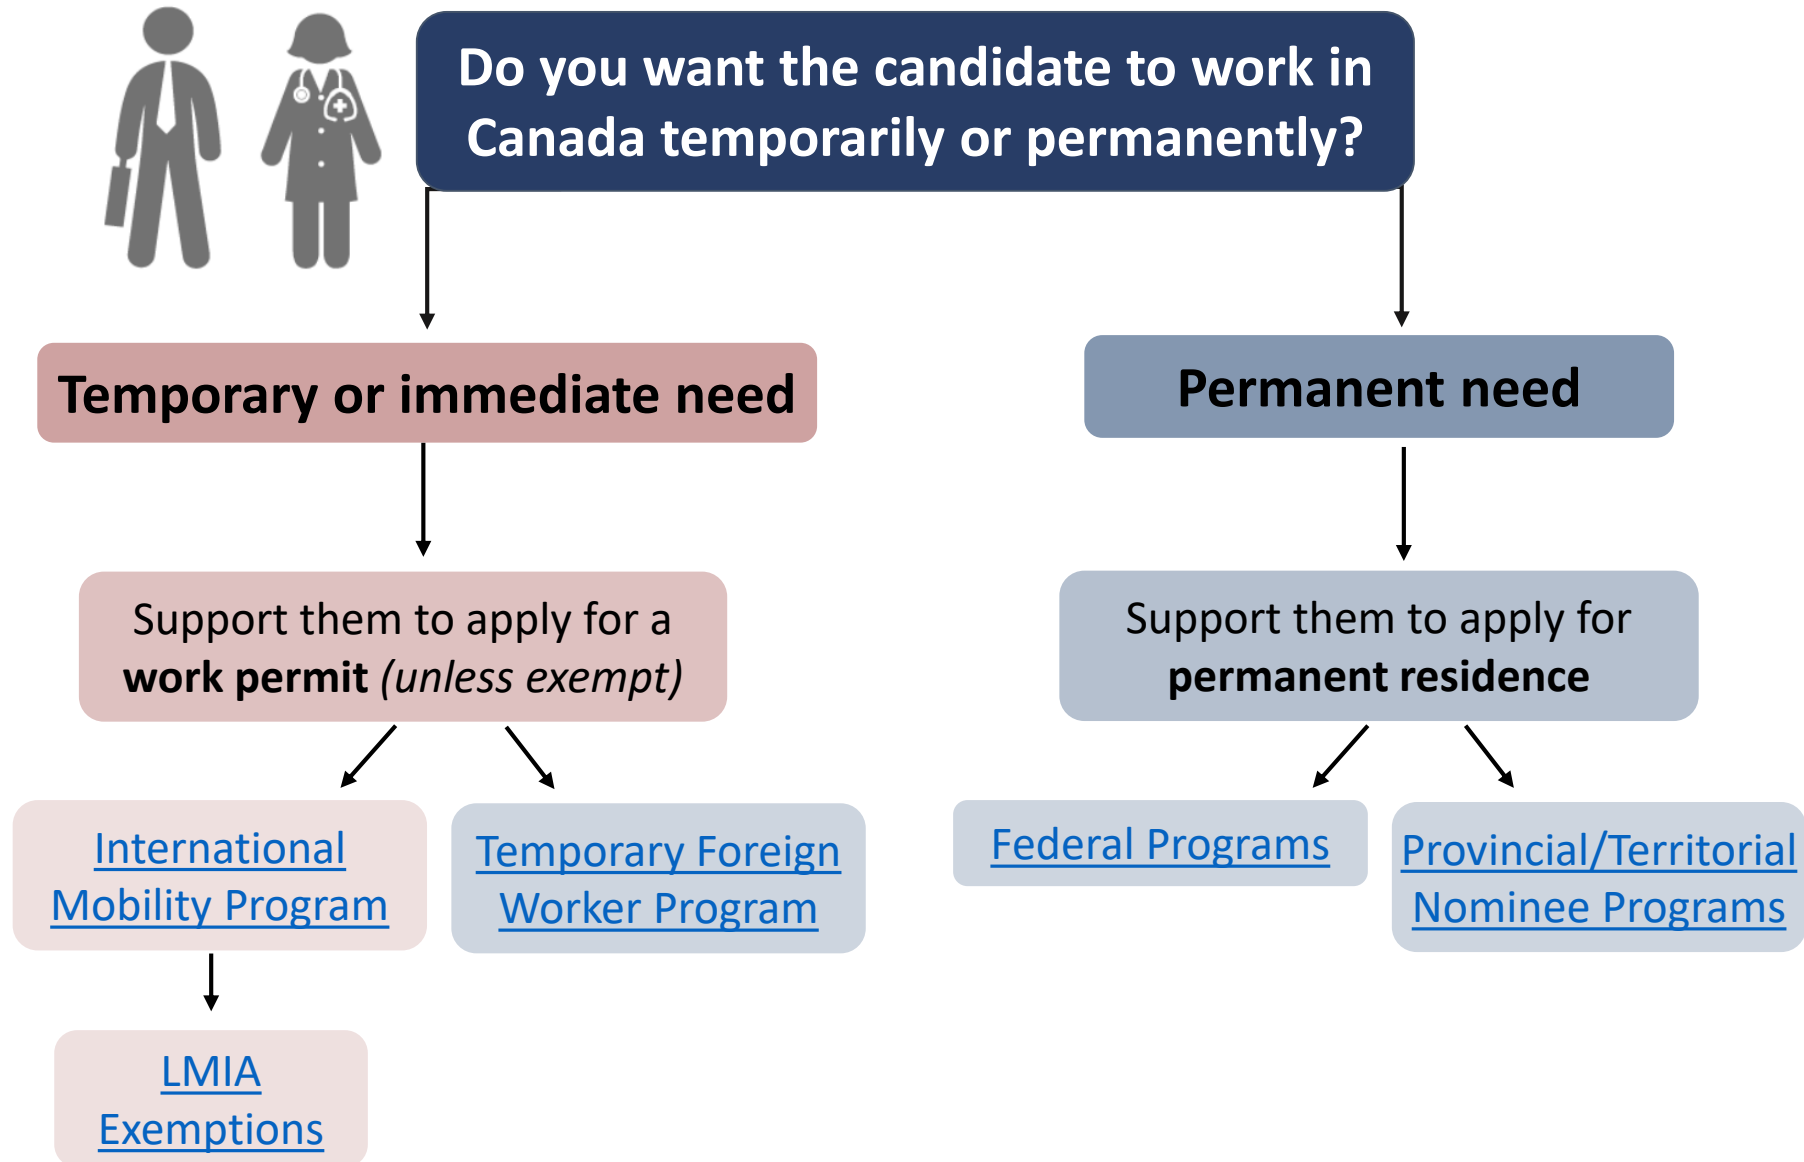 Do you want the candidate to work in
Canada temporarily or permanently?
Temporary or immediate need
Permanent need
Support them to apply for a
work permit (unless exempt)
Support them to apply for
permanent residence
International
Mobility Program
Temporary Foreign
Worker Program
Federal Programs
Provincial/Territorial
Nominee Programs
LMIA
Exemptions